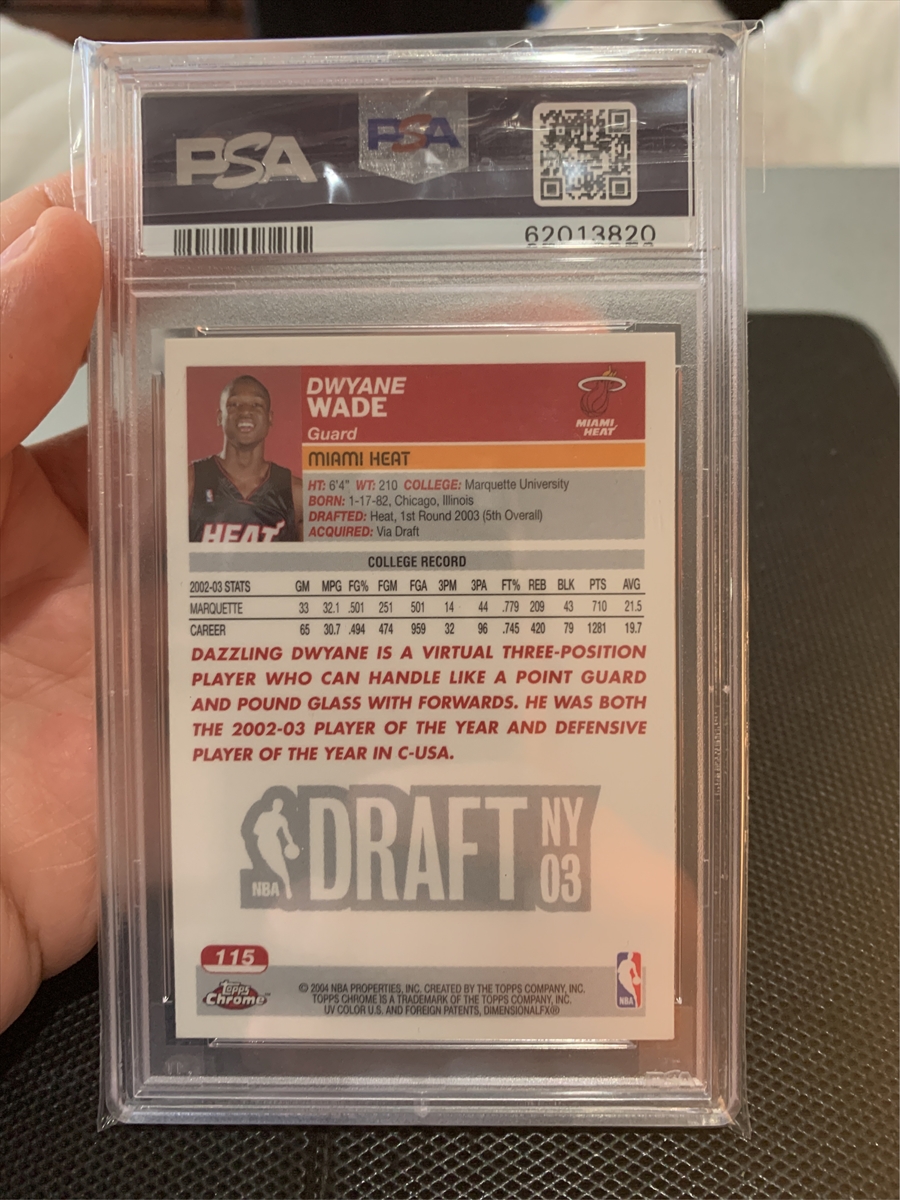 PSA PSA
62013820
DWYANE
WADE
MIAMI
HEAT
Guard
MIAMI HEAT
HEAT
HT: 6'4" WT: 210 COLLEGE: Marquette University
BORN: 1-17-82, Chicago, Illinois
DRAFTED: Heat, 1st Round 2003 (5th Overall)
ACQUIRED: Via Draft
COLLEGE RECORD
2002-03 STATS GM MPG FG% FGM FGA 3PM 3PA FT% REB BLK PTS AVG
MARQUETTE 33 32.1 .501 251 501 14 44 .779 209 43 710 21.5
CAREER 65 30.7 .494 474 959 32 96 .745 420 79 1281 19.7
DAZZLING DWYANE IS A VIRTUAL THREE-POSITION
PLAYER WHO CAN HANDLE LIKE A POINT GUARD
AND POUND GLASS WITH FORWARDS. HE WAS BOTH
THE 2002-03 PLAYER OF THE YEAR AND DEFENSIVE
PLAYER OF THE YEAR IN C-USA.
NBA DRAFT NY
03
115
Topps
Chrome™
© 2004 NBA PROPERTIES, INC. CREATED BY THE TOPPS COMPANY, INC.
TOPPS CHROME IS A TRADEMARK OF THE TOPPS COMPANY, INC.
UV COLOR U.S. AND FOREIGN PATENTS, DIMENSIONALFX®
NBA